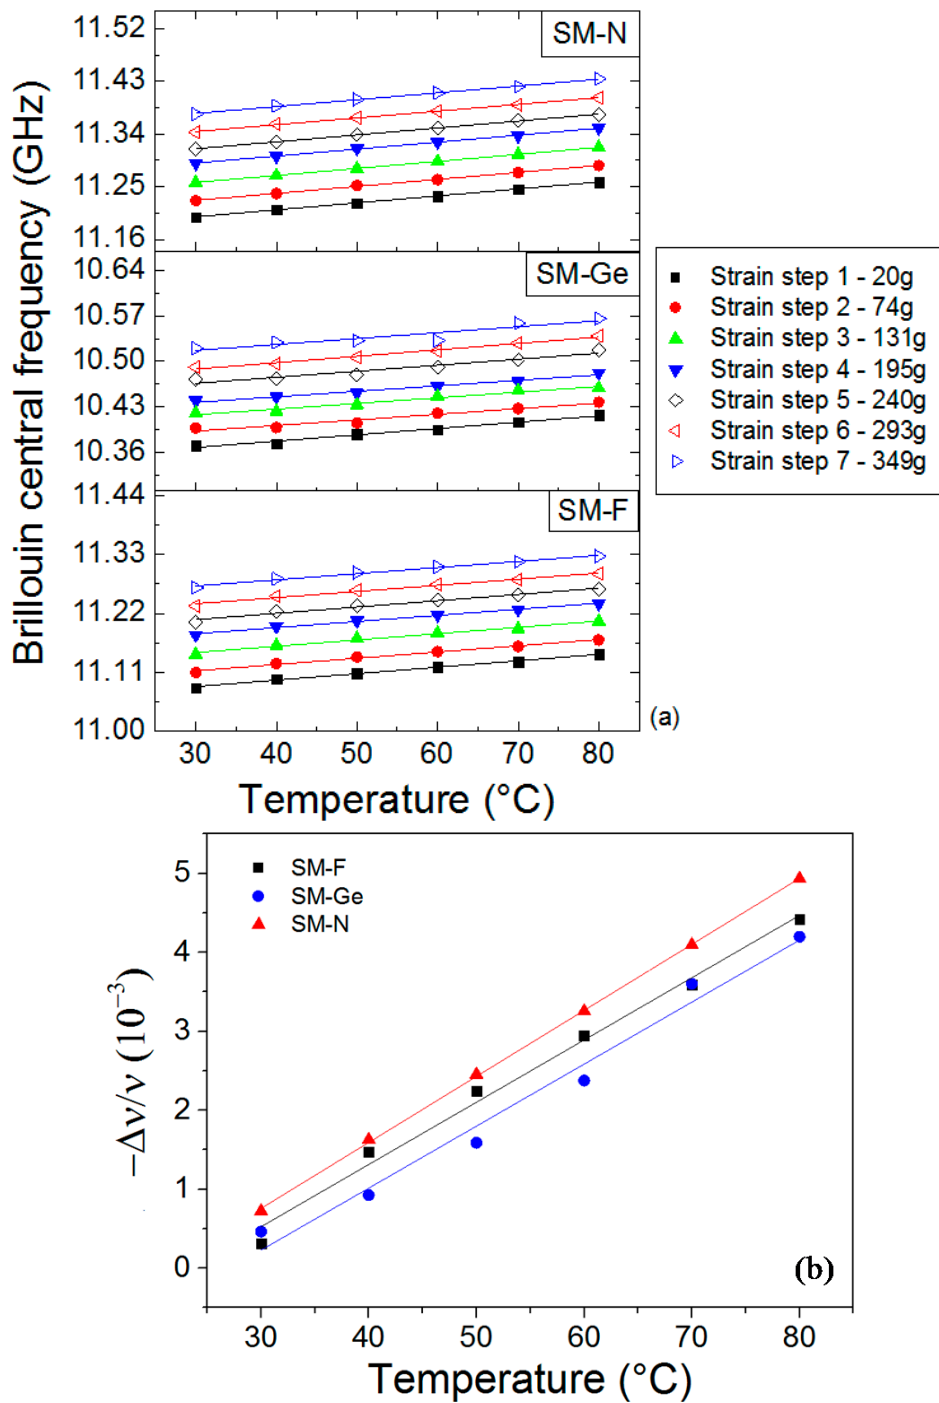 SM-N
11.52
11.43
11.34
11.25
11.16
SM-Ge
10.64
10.57
10.50
10.43
10.36
SM-F
11.44
11.33
11.22
11.11
11.00
Brillouin central frequency (GHz)
30 40 50 60 70 80
Temperature (°C)
(a)
Strain step 1 - 20g
Strain step 2 - 74g
Strain step 3 - 131g
Strain step 4 - 195g
Strain step 5 - 240g
Strain step 6 - 293g
Strain step 7 - 349g
SM-F
SM-Ge
SM-N
5
4
3
2
1
0
−Δν/ν (10⁻³)
(b)
30 40 50 60 70 80
Temperature (°C)